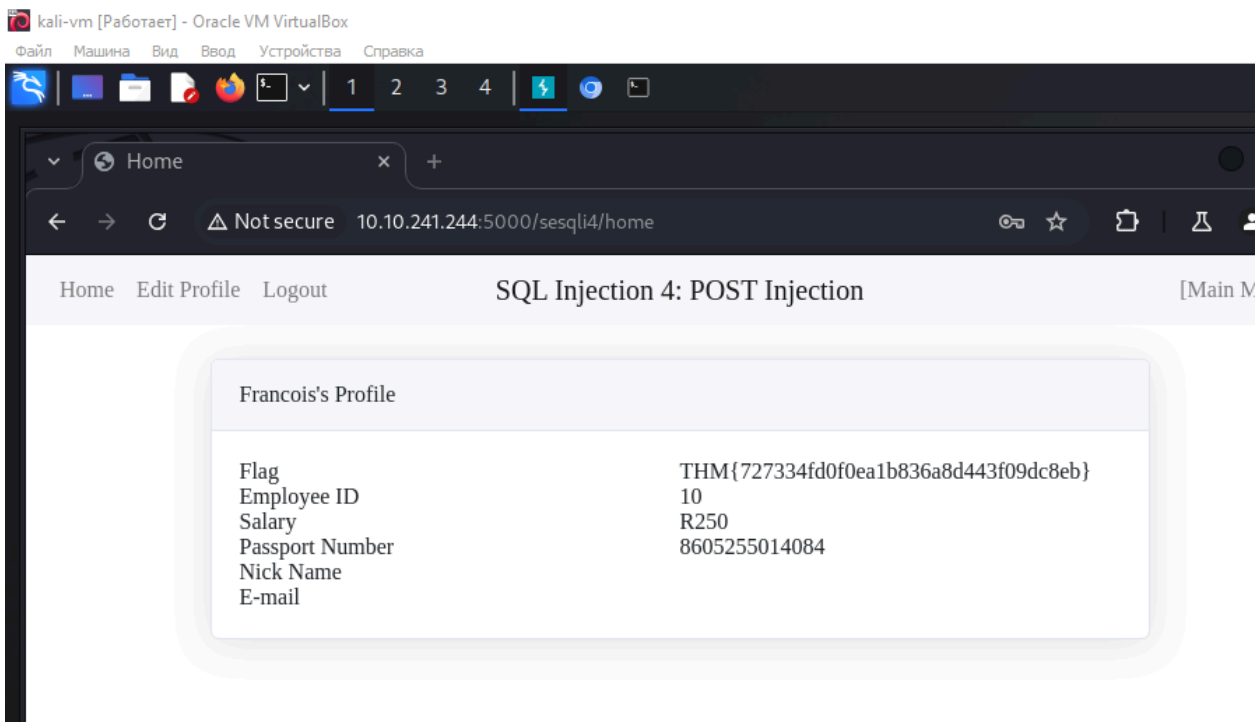 kali-vm [Работает] - Oracle VM VirtualBox
Файл Машина Вид Ввод Устройства Справка
1 2 3 4
Home
Not secure 10.10.241.244:5000/sesqli4/home
Home Edit Profile Logout SQL Injection 4: POST Injection [Main M
Francois's Profile
Flag THM{727334fd0f0ea1b836a8d443f09dc8eb}
Employee ID 10
Salary R250
Passport Number 8605255014084
Nick Name
E-mail